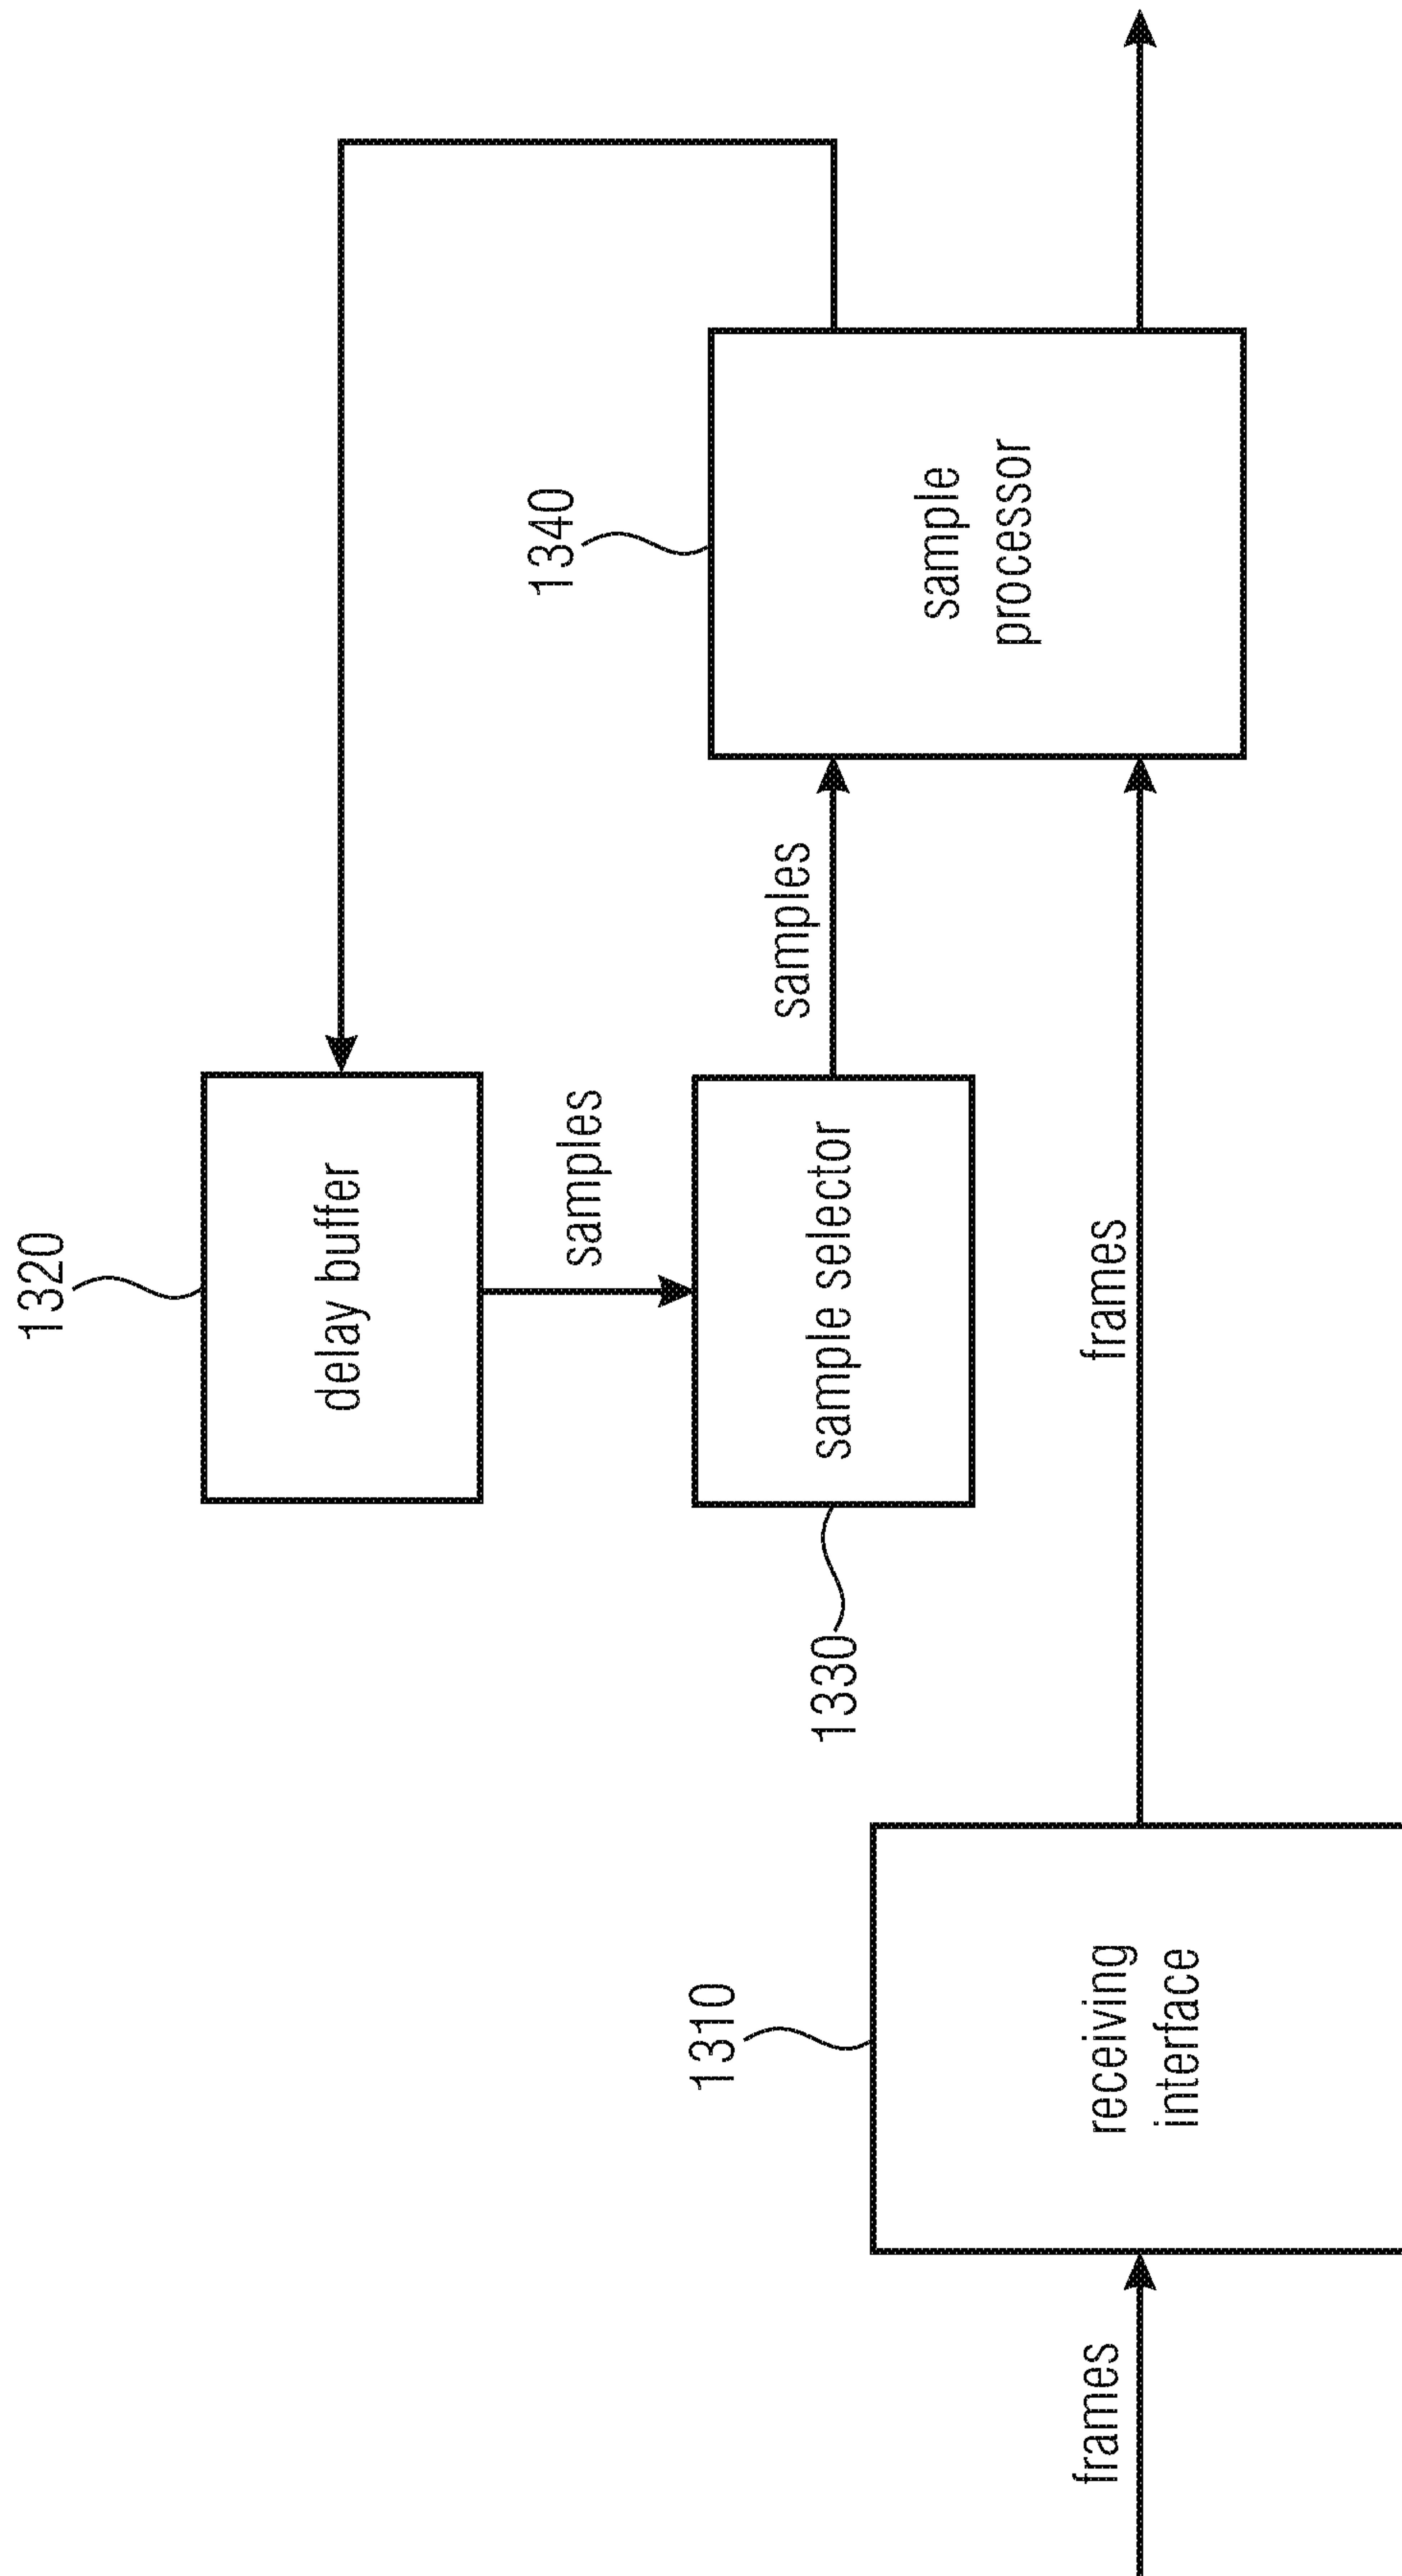 1320
delay buffer
samples
1340
sample
processor
samples
sample selector
1330
frames
1310
receiving
interface
frames